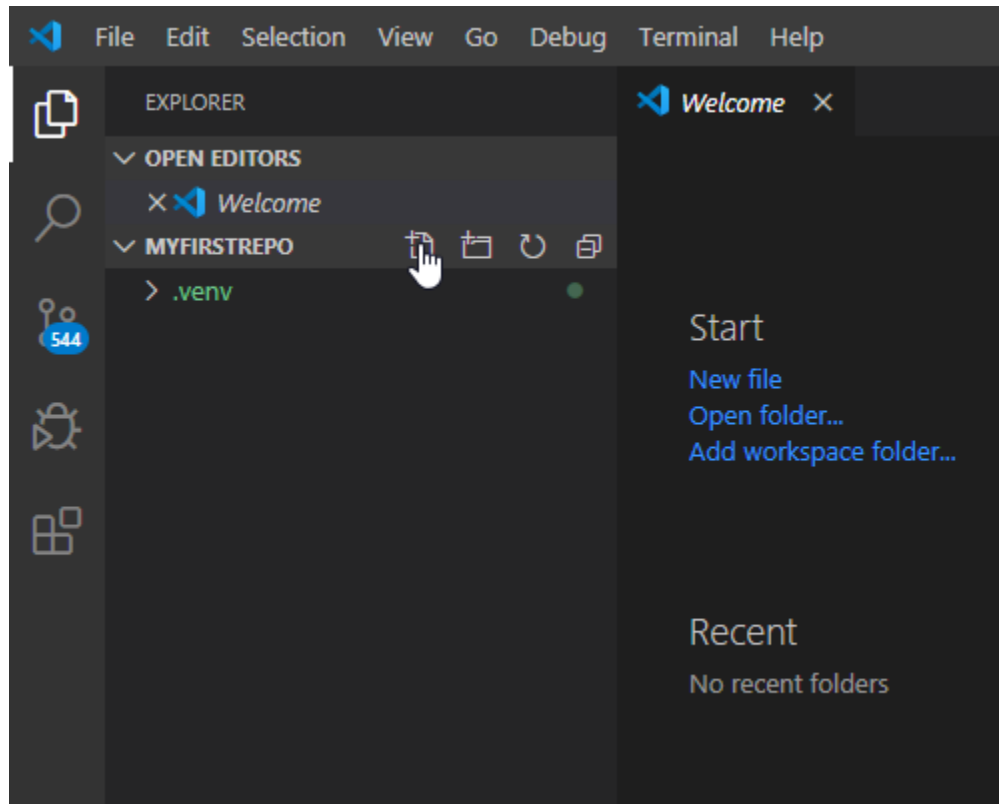 File Edit Selection View Go Debug Terminal Help
EXPLORER
OPEN EDITORS
Welcome
MYFIRSTREPO
.venv
544
Welcome
Start
New file
Open folder...
Add workspace folder...
Recent
No recent folders